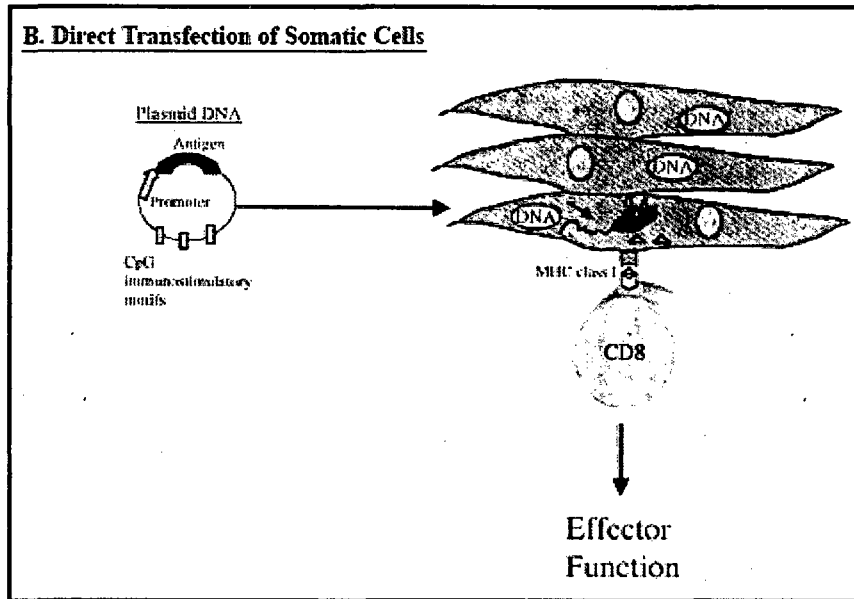 B. Direct Transfection of Somatic Cells
Plasmid DNA
Antigen
Promoter
CpG
immunostimulatory
motifs
DNA
DNA
DNA
MHC class I
CD8
Effector
Function